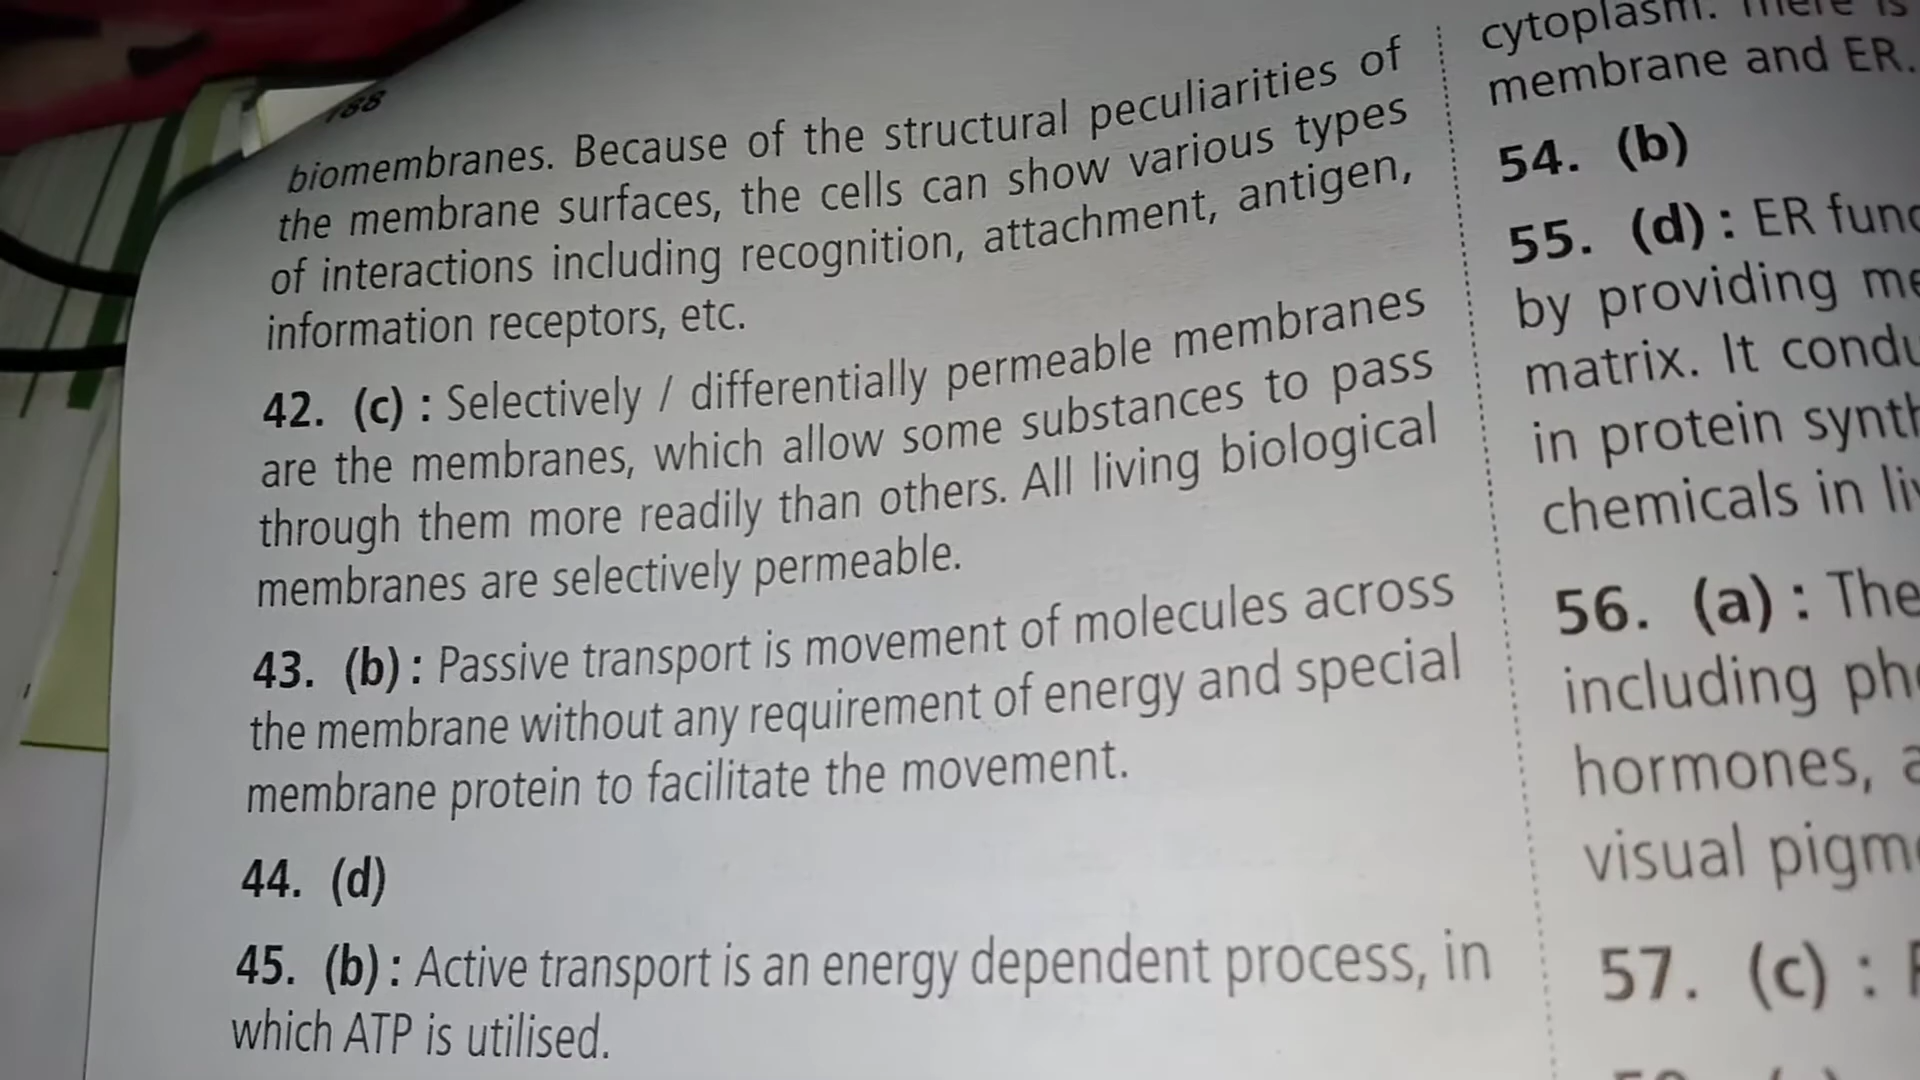 188
biomembranes. Because of the structural peculiarities of
the membrane surfaces, the cells can show various types
of interactions including recognition, attachment, antigen,
information receptors, etc.
42. (c) : Selectively / differentially permeable membranes
are the membranes, which allow some substances to pass
through them more readily than others. All living biological
membranes are selectively permeable.
43. (b) : Passive transport is movement of molecules across
the membrane without any requirement of energy and special
membrane protein to facilitate the movement.
44. (d)
45. (b) : Active transport is an energy dependent process, in
which ATP is utilised.
cytoplasm. There is
membrane and ER.
54. (b)
55. (d) : ER
by providing
matrix. It
in protein
chemicals in
56. (a) : The
including
hormones,
visual
57. (c) :